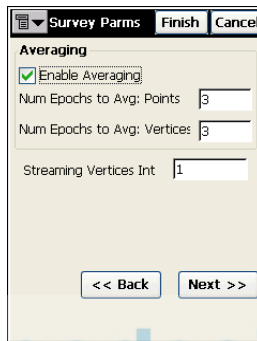 Survey Parms Finish Cancel
Averaging
Enable Averaging
Num Epochs to Avg: Points 3
Num Epochs to Avg: Vertices 3
Streaming Vertices Int 1
<< Back Next >>